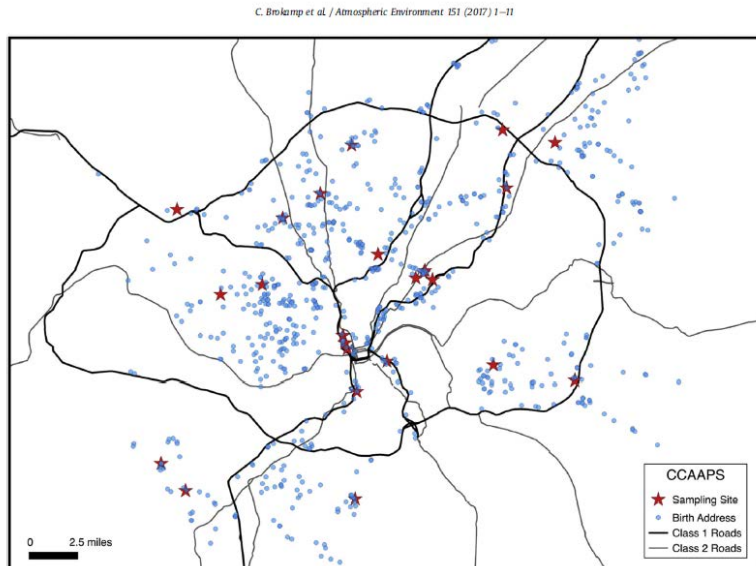 C. Brokamp et al. / Atmospheric Environment 151 (2017) 1–11
CCAAPS
Sampling Site
Birth Address
Class 1 Roads
Class 2 Roads
0 2.5 miles